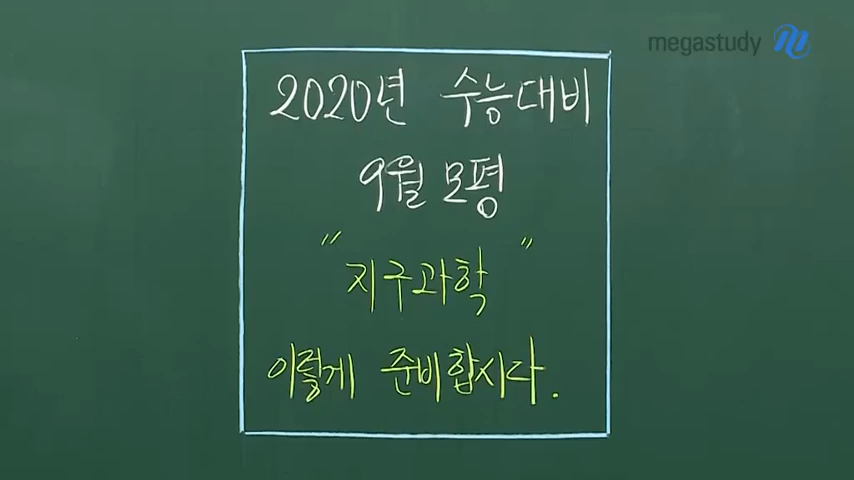 megastudy
2020년 수능대비
9월 모평
"지구과학"
이렇게 준비합시다.